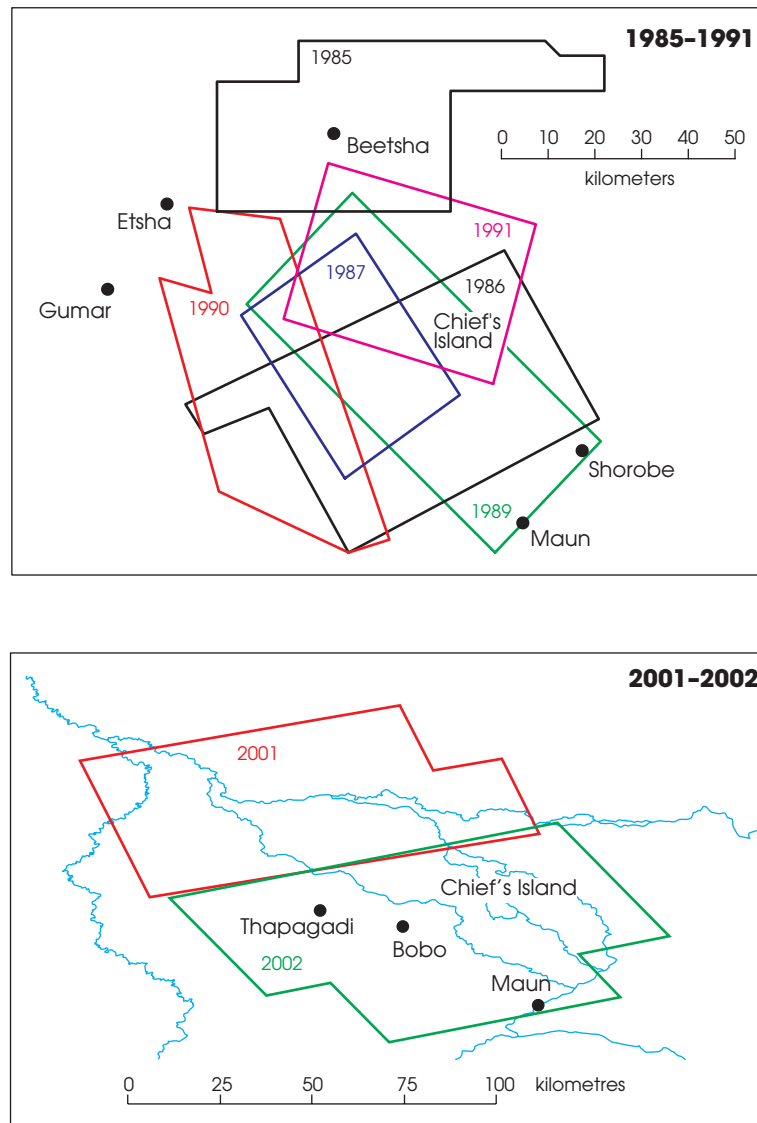 1985–1991
1985
Beetsha
0 10 20 30 40 50
kilometers
Etsha
1991
Gumar
1990
1987
1986
Chief's
Island
Shorobe
1989
Maun
2001–2002
2001
Chief's Island
Thapagadi
Bobo
2002
Maun
0 25 50 75 100 kilometres